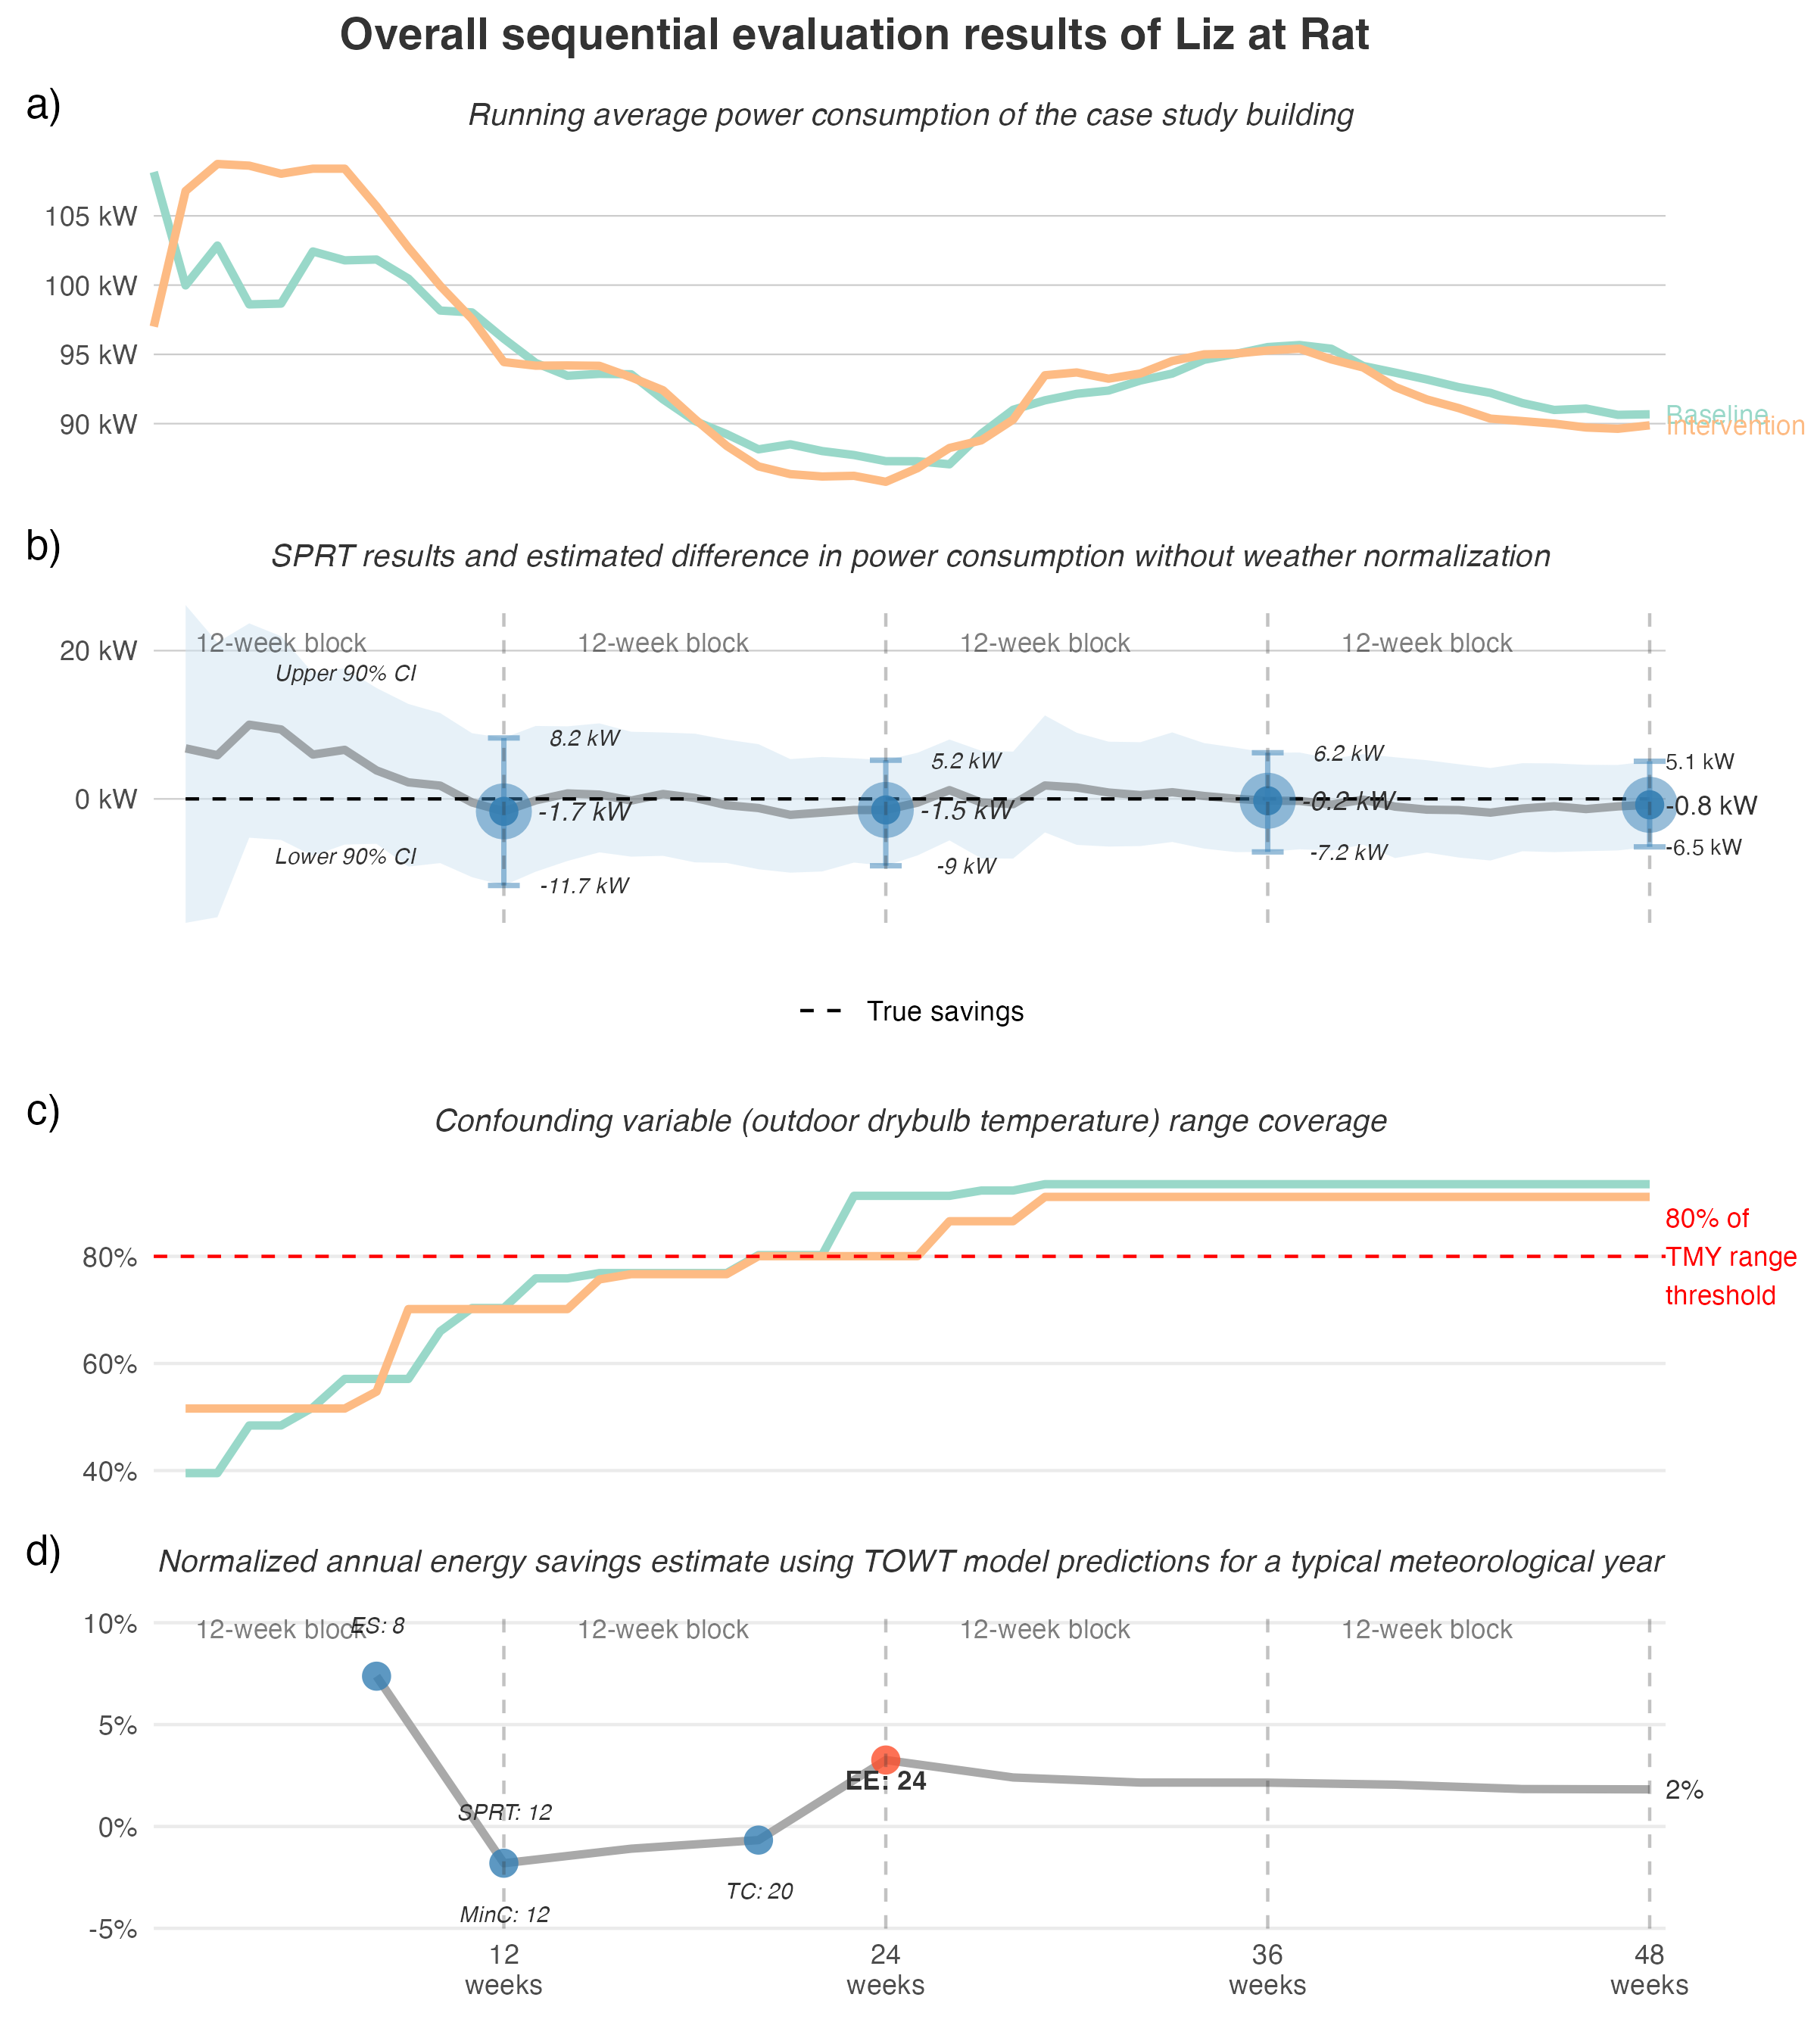 Overall sequential evaluation results of Liz at Rat
a)
Running average power consumption of the case study building
105 kW
100 kW
95 kW
90 kW
Baseline
Intervention
b)
SPRT results and estimated difference in power consumption without weather normalization
12-week block
12-week block
12-week block
12-week block
20 kW
Upper 90% CI
8.2 kW
5.2 kW
6.2 kW
5.1 kW
0 kW
-1.7 kW
-1.5 kW
-0.2 kW
-0.8 kW
Lower 90% CI
-11.7 kW
-9 kW
-7.2 kW
-6.5 kW
True savings
c)
Confounding variable (outdoor drybulb temperature) range coverage
80%
60%
40%
80% of
TMY range
threshold
d)
Normalized annual energy savings estimate using TOWT model predictions for a typical meteorological year
10%
12-week block
ES: 8
12-week block
12-week block
12-week block
5%
EE: 24
2%
SPRT: 12
0%
TC: 20
MinC: 12
-5%
12
weeks
24
weeks
36
weeks
48
weeks